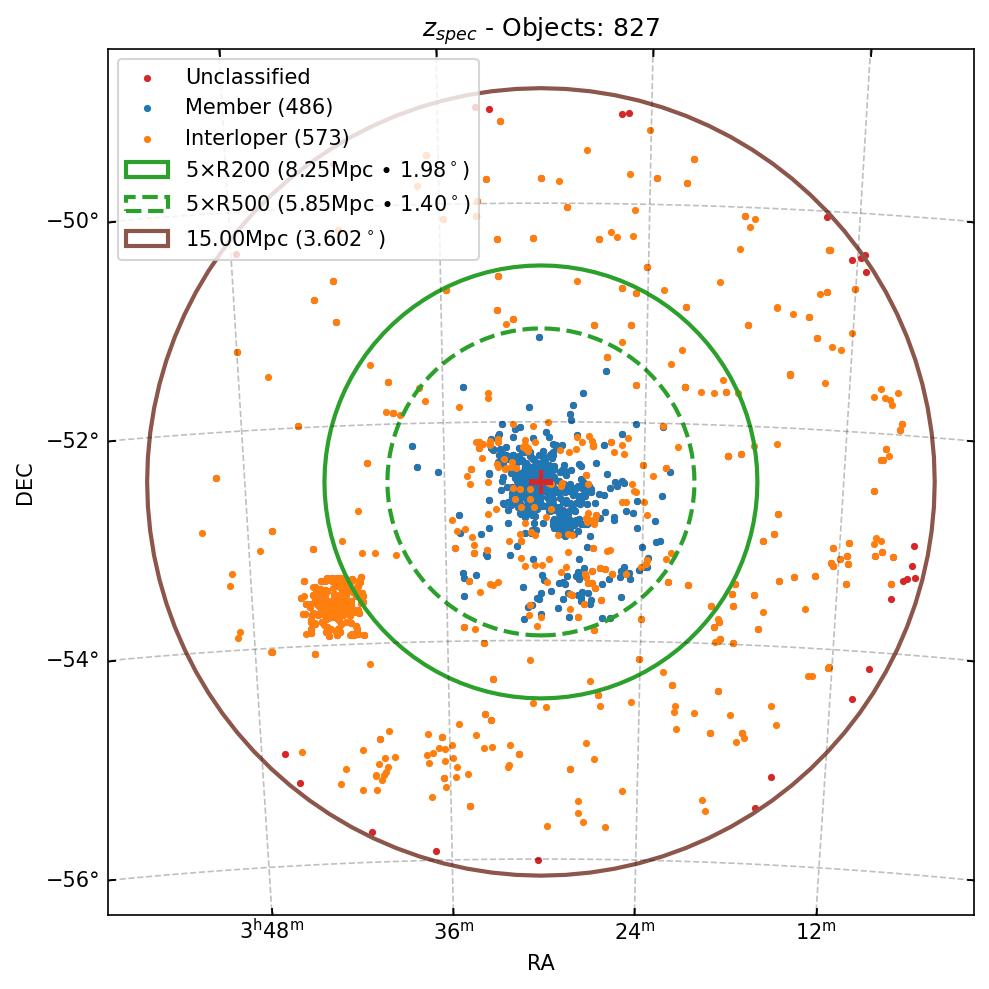 z_spec - Objects: 827
Unclassified
Member (486)
Interloper (573)
5×R200 (8.25Mpc • 1.98°)
5×R500 (5.85Mpc • 1.40°)
15.00Mpc (3.602°)
−50°
−52°
−54°
−56°
DEC
3ʰ48ᵐ 36ᵐ 24ᵐ 12ᵐ
RA